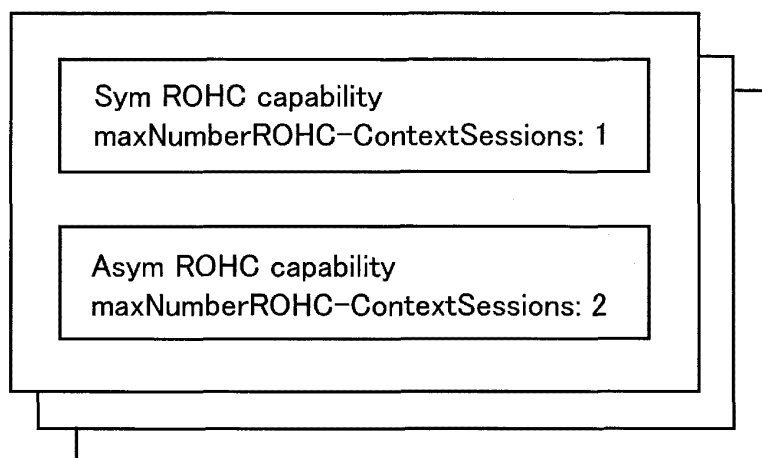 Sym ROHC capability
maxNumberROHC-ContextSessions: 1
Asym ROHC capability
maxNumberROHC-ContextSessions: 2